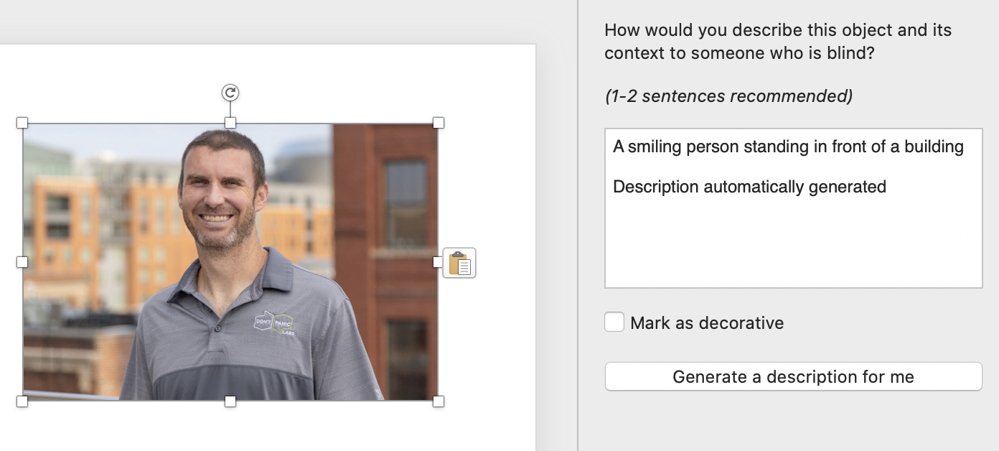 How would you describe this object and its
context to someone who is blind?
(1-2 sentences recommended)
A smiling person standing in front of a building
Description automatically generated
Mark as decorative
Generate a description for me
DON'T PANIC
LABS